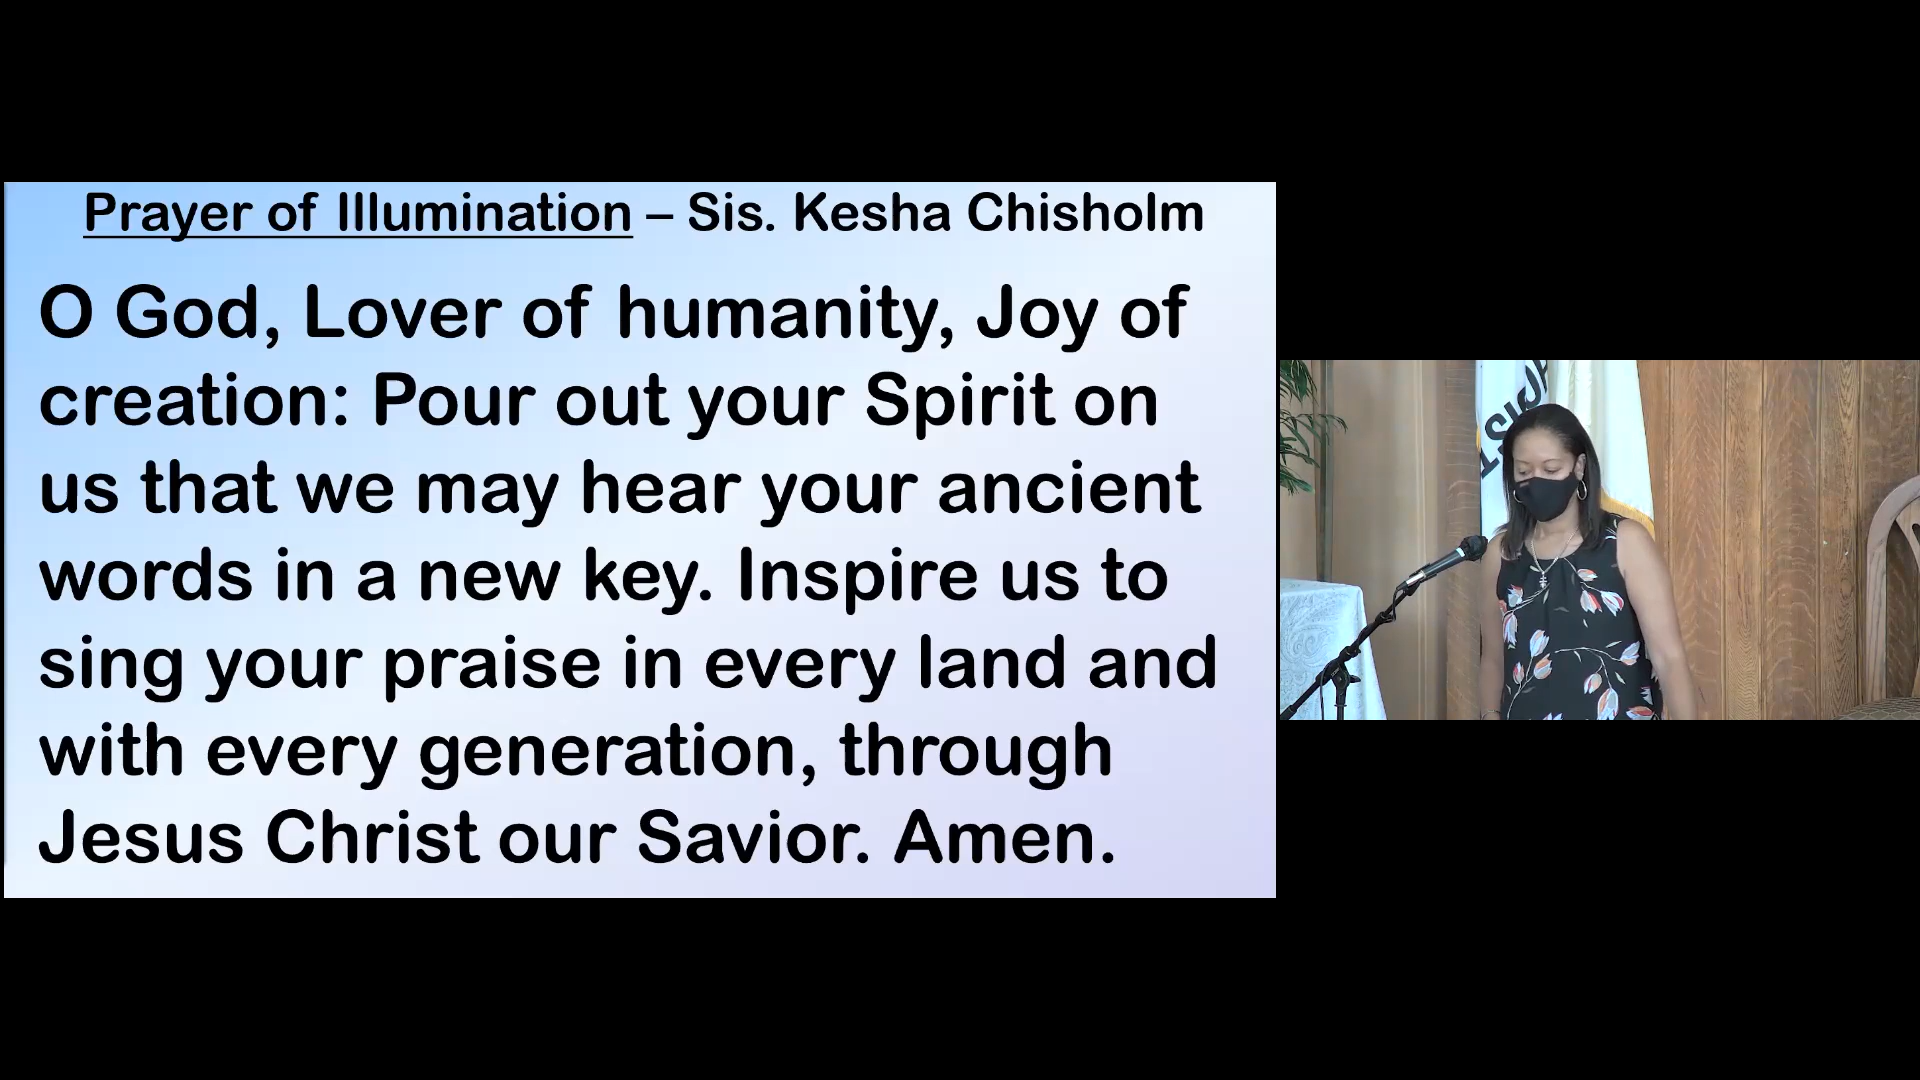 Prayer of Illumination – Sis. Kesha Chisholm
O God, Lover of humanity, Joy of
creation: Pour out your Spirit on
us that we may hear your ancient
words in a new key. Inspire us to
sing your praise in every land and
with every generation, through
Jesus Christ our Savior. Amen.